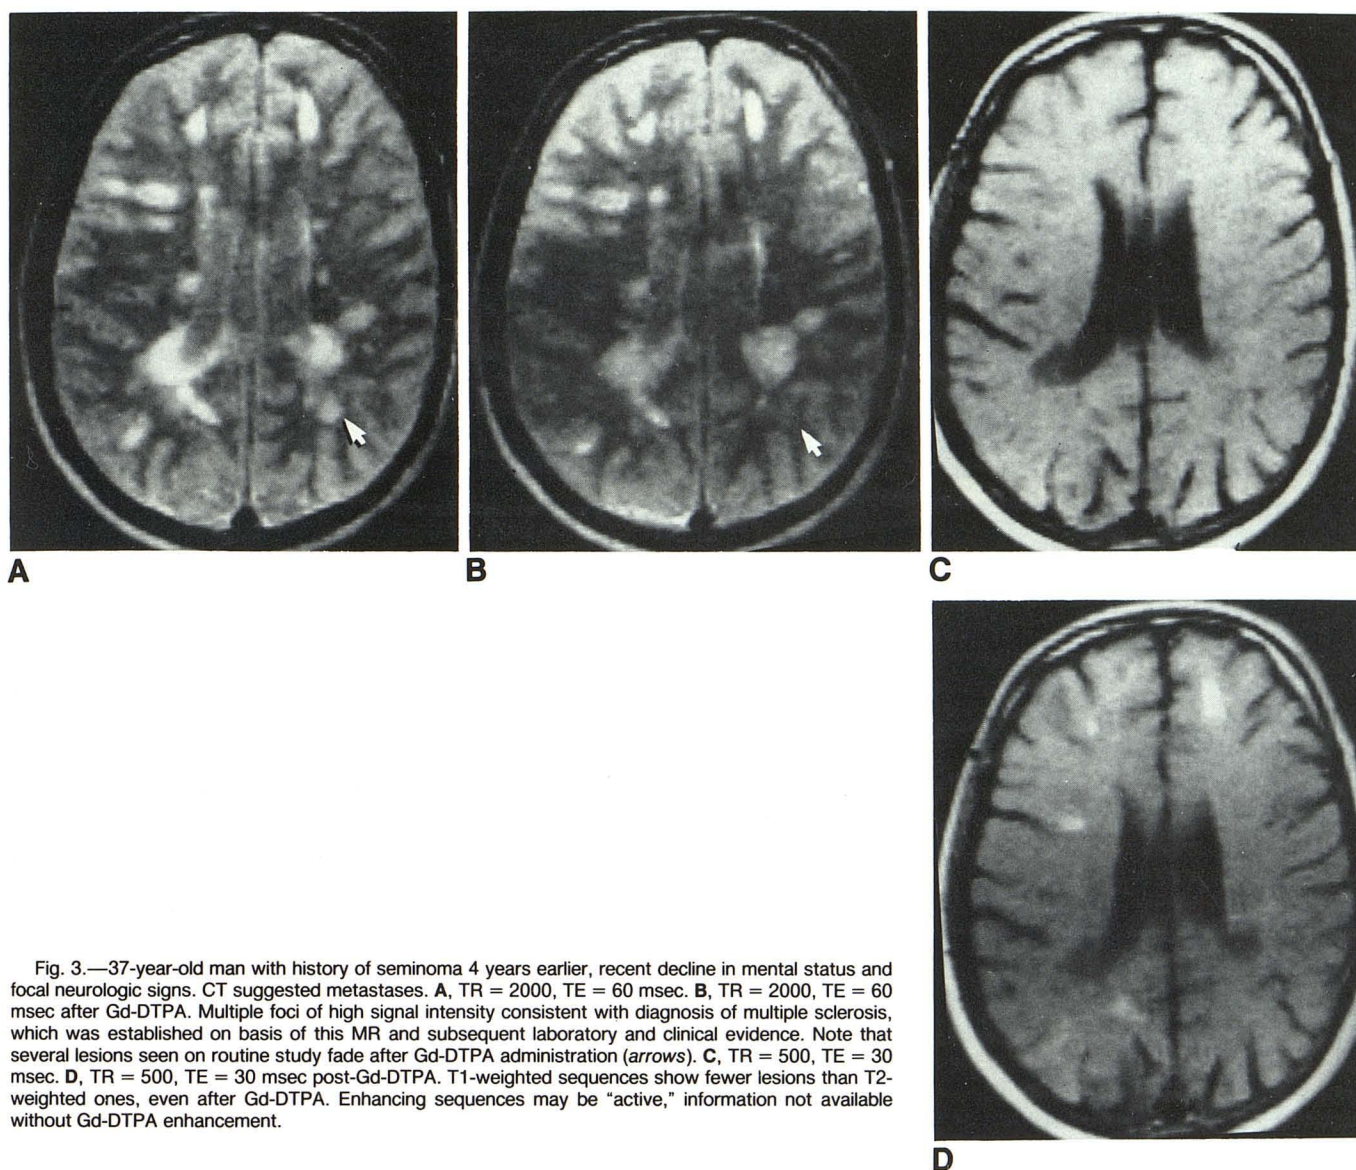 A
B
C
D
Fig. 3.—37-year-old man with history of seminoma 4 years earlier, recent decline in mental status and
focal neurologic signs. CT suggested metastases. A, TR = 2000, TE = 60 msec. B, TR = 2000, TE = 60
msec after Gd-DTPA. Multiple foci of high signal intensity consistent with diagnosis of multiple sclerosis,
which was established on basis of this MR and subsequent laboratory and clinical evidence. Note that
several lesions seen on routine study fade after Gd-DTPA administration (arrows). C, TR = 500, TE = 30
msec. D, TR = 500, TE = 30 msec post-Gd-DTPA. T1-weighted sequences show fewer lesions than T2-
weighted ones, even after Gd-DTPA. Enhancing sequences may be "active," information not available
without Gd-DTPA enhancement.